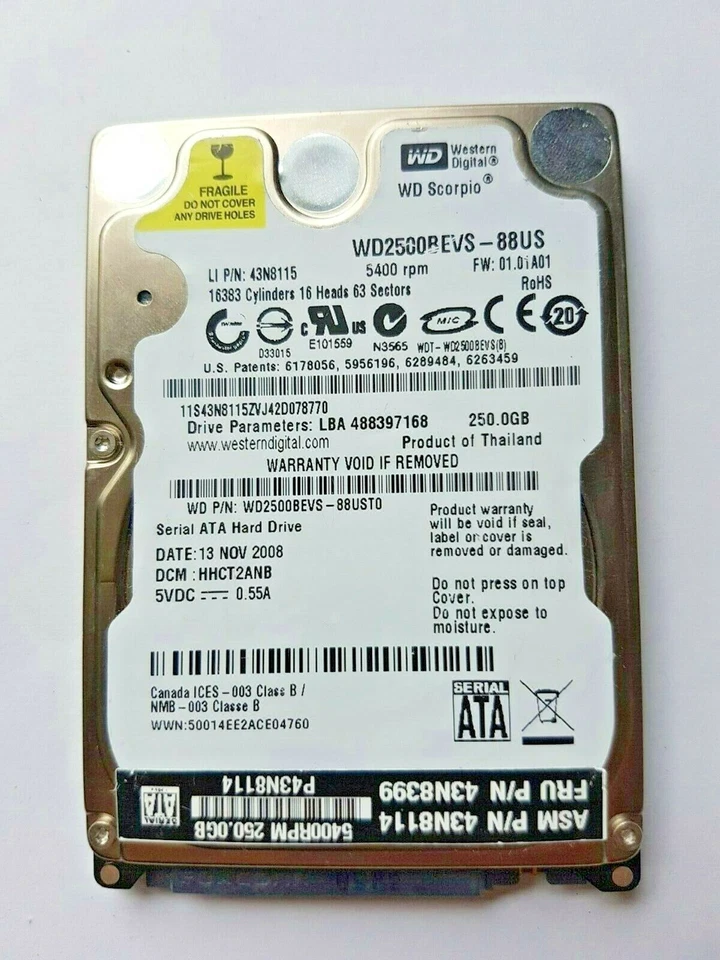 FRAGILE
DO NOT COVER
ANY DRIVE HOLES
WD Western
Digital®
WD Scorpio®
WD2500BEVS-88US
LI P/N: 43N8115
5400 rpm
FW: 01.01A01
16383 Cylinders 16 Heads 63 Sectors
RoHS
D33015
c US
E101559
N3565
MIC
WDT-WD2500BEVS(B)
CE
20
U.S. Patents: 6178056, 5956196, 6289484, 6263459
11S43N8115ZVJ42D078770
Drive Parameters: LBA 488397168 250.0GB
www.westerndigital.com Product of Thailand
WARRANTY VOID IF REMOVED
WD P/N: WD2500BEVS-88UST0
Serial ATA Hard Drive
DATE: 13 NOV 2008
DCM : HHCT2ANB
5VDC 0.55A
Product warranty
will be void if seal,
label or cover is
removed or damaged.
Do not press on top
Cover.
Do not expose to
moisture.
Canada ICES-003 Class B /
NMB-003 Classe B
WWN:50014EE2ACE04760
SERIAL
ATA
ASM P/N 43N8114
FRU P/N 43N8399
5400RPM 250.0GB
P43N8114
SERIAL
ATA